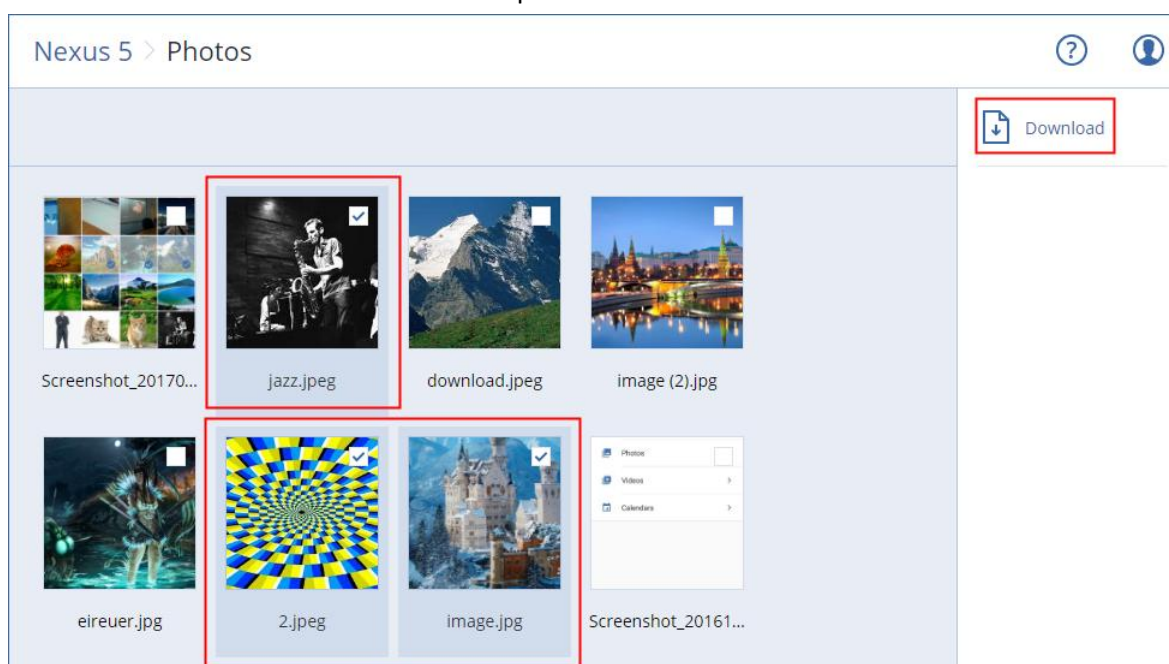 Nexus 5 > Photos
?
Download
Screenshot_20170...
jazz.jpeg
download.jpeg
image (2).jpg
Photos
Videos
Calendars
eireuer.jpg
2.jpeg
image.jpg
Screenshot_20161...